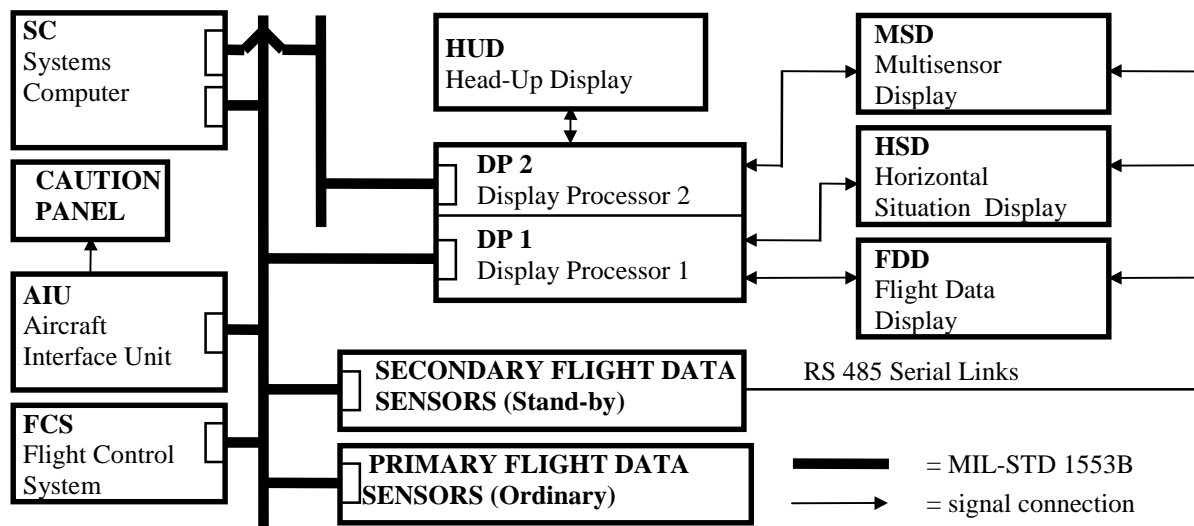 SC
Systems
Computer
HUD
Head-Up Display
MSD
Multisensor
Display
CAUTION
PANEL
DP 2
Display Processor 2
HSD
Horizontal
Situation Display
DP 1
Display Processor 1
AIU
Aircraft
Interface Unit
FDD
Flight Data
Display
SECONDARY FLIGHT DATA
SENSORS (Stand-by)
RS 485 Serial Links
FCS
Flight Control
System
PRIMARY FLIGHT DATA
SENSORS (Ordinary)
= MIL-STD 1553B
= signal connection